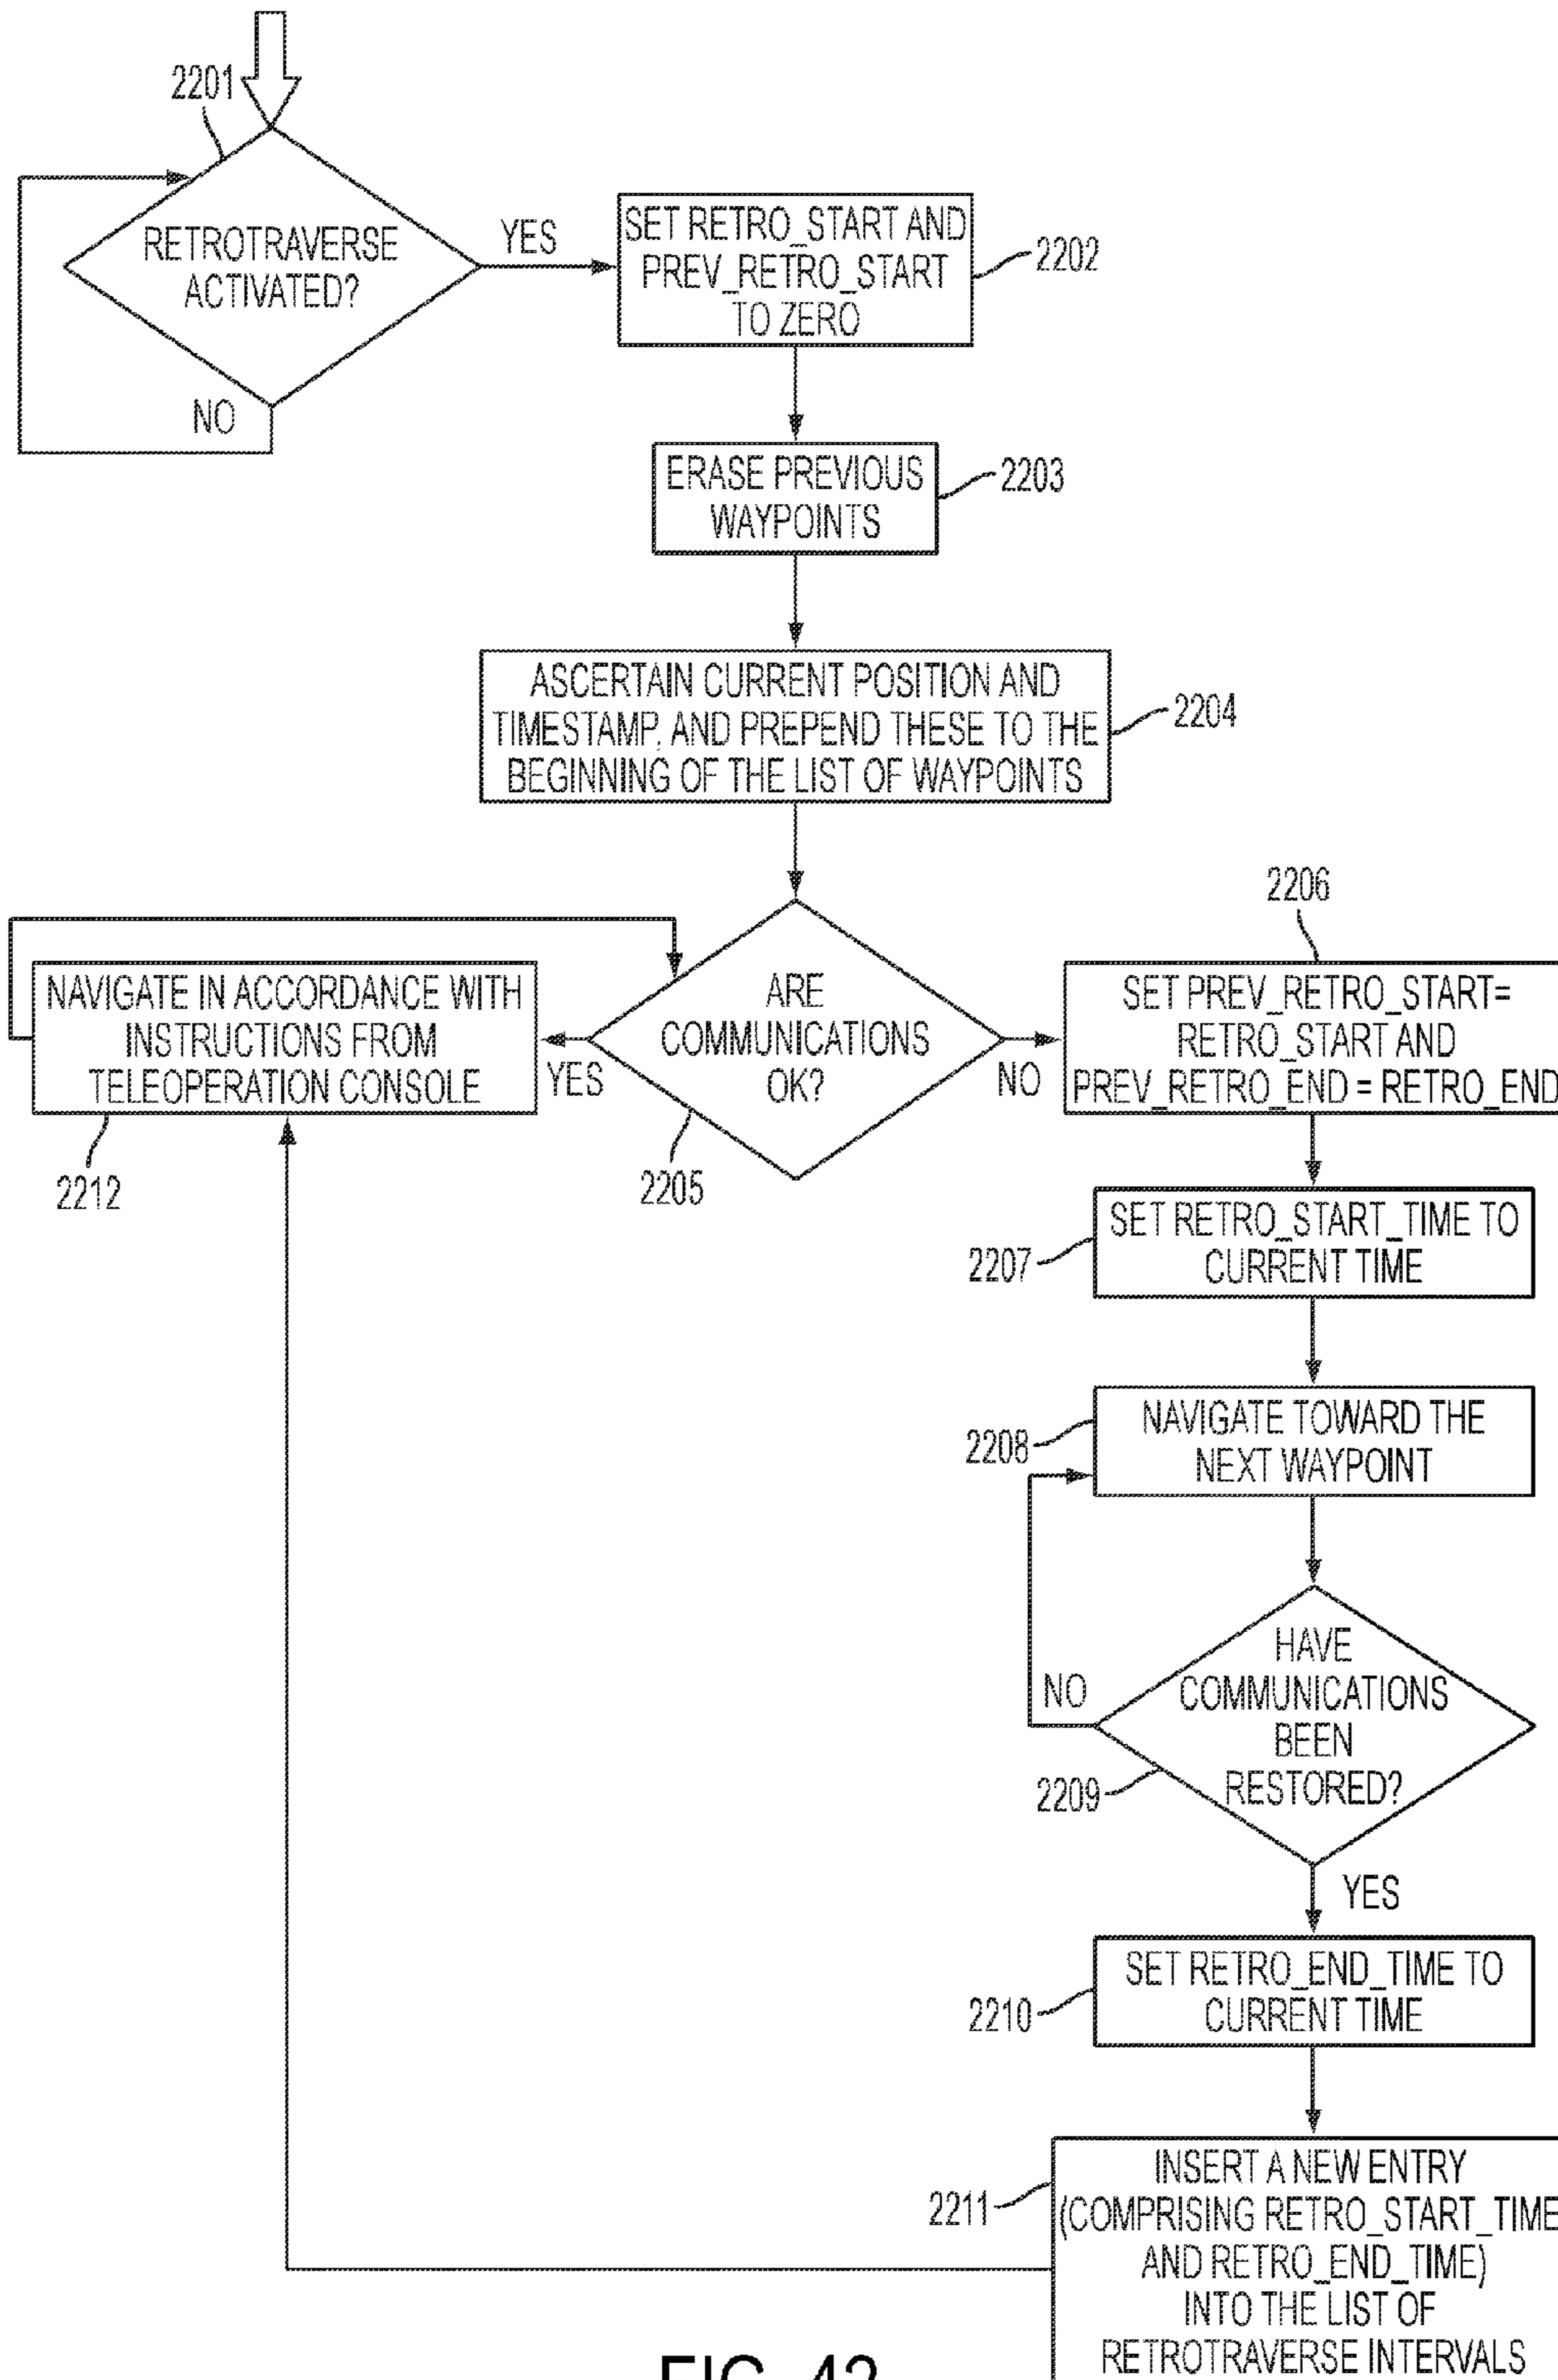 2201
RETROTRAVERSE
ACTIVATED?
YES
NO
SET RETRO_START AND
PREV_RETRO_START
TO ZERO
2202
ERASE PREVIOUS
WAYPOINTS
2203
ASCERTAIN CURRENT POSITION AND
TIMESTAMP, AND PREPEND THESE TO THE
BEGINNING OF THE LIST OF WAYPOINTS
2204
NAVIGATE IN ACCORDANCE WITH
INSTRUCTIONS FROM
TELEOPERATION CONSOLE
2212
YES
ARE
COMMUNICATIONS
OK?
2205
NO
2206
SET PREV_RETRO_START=
RETRO_START AND
PREV_RETRO_END = RETRO_END
SET RETRO_START_TIME TO
CURRENT TIME
2207
NAVIGATE TOWARD THE
NEXT WAYPOINT
2208
NO
HAVE
COMMUNICATIONS
BEEN
RESTORED?
2209
YES
SET RETRO_END_TIME TO
CURRENT TIME
2210
2211
INSERT A NEW ENTRY
(COMPRISING RETRO_START_TIME
AND RETRO_END_TIME)
INTO THE LIST OF
RETROTRAVERSE INTERVALS
FIG. 42